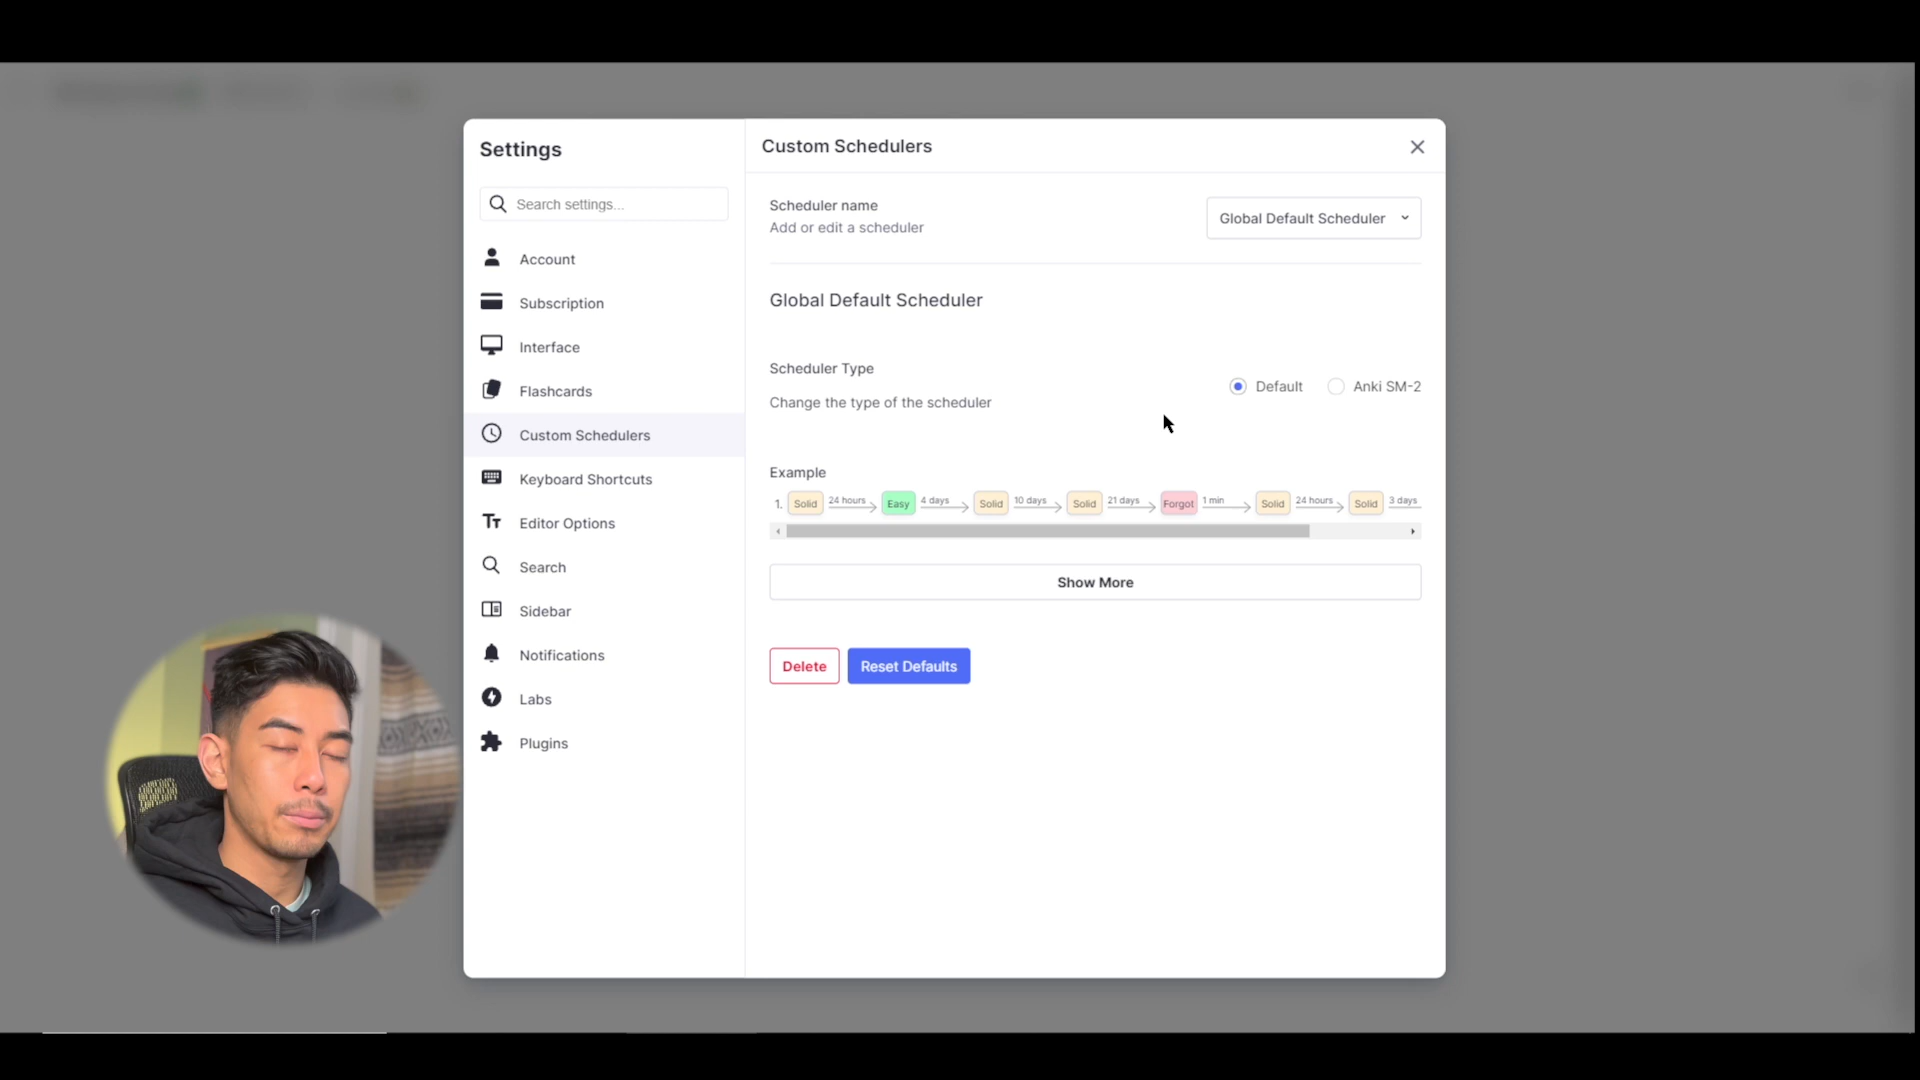 Settings
Search settings...
Account
Subscription
Interface
Flashcards
Custom Schedulers
Keyboard Shortcuts
Editor Options
Search
Sidebar
Notifications
Labs
Plugins
Custom Schedulers
Scheduler name
Add or edit a scheduler
Global Default Scheduler
Global Default Scheduler
Scheduler Type
Change the type of the scheduler
Default Anki SM-2
Example
1. Solid 24 hours Easy 4 days Solid 10 days Solid 21 days Forgot 1 min Solid 24 hours Solid 3 days
Show More
Delete Reset Defaults